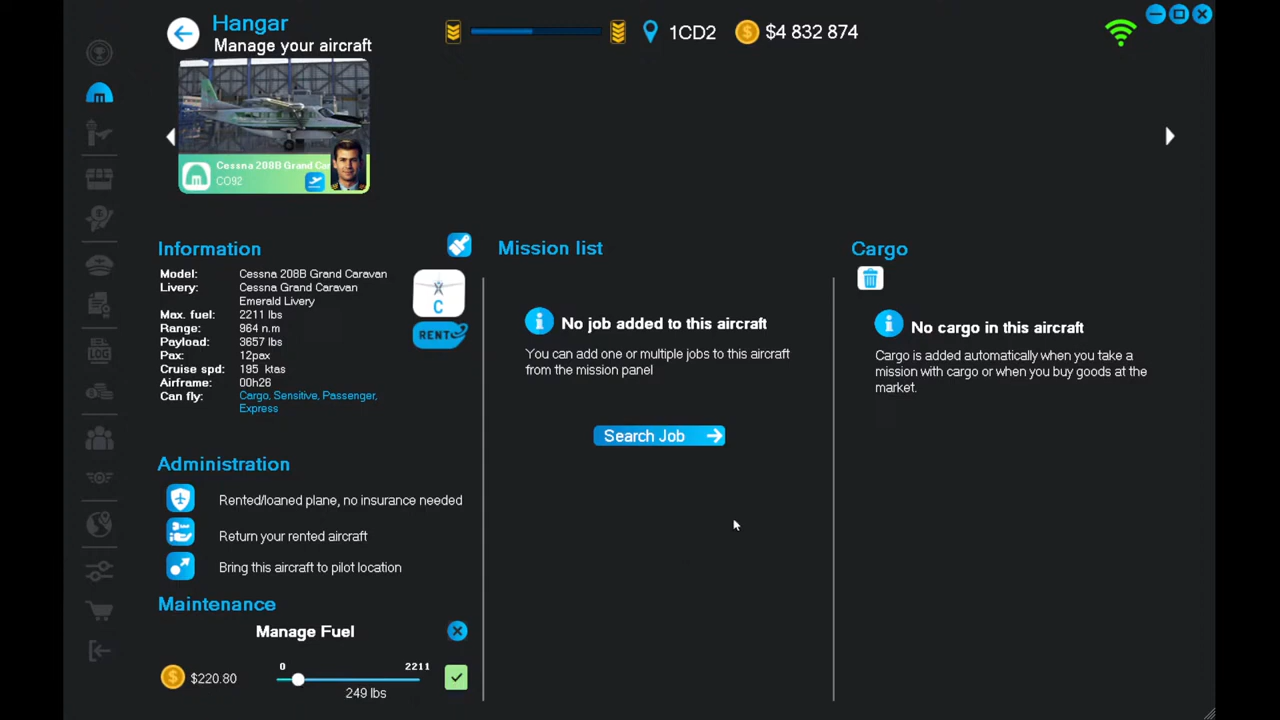 Hangar
Manage your aircraft
1CD2
$4 832 874
Cessna 208B Grand Car
CO92
Information
Model: Cessna 208B Grand Caravan
Livery: Cessna Grand Caravan
Emerald Livery
Max. fuel: 2211 lbs
Range: 964 n.m
Payload: 3657 lbs
Pax: 12pax
Cruise spd: 195 ktas
Airframe: 00h26
Can fly: Cargo, Sensitive, Passenger,
Express
C
RENT
Administration
Rented/loaned plane, no insurance needed
Return your rented aircraft
Bring this aircraft to pilot location
Maintenance
Manage Fuel
$220.80
0 2211
249 lbs
Mission list
No job added to this aircraft
You can add one or multiple jobs to this aircraft
from the mission panel
Search Job
Cargo
No cargo in this aircraft
Cargo is added automatically when you take a
mission with cargo or when you buy goods at the
market.
LOG